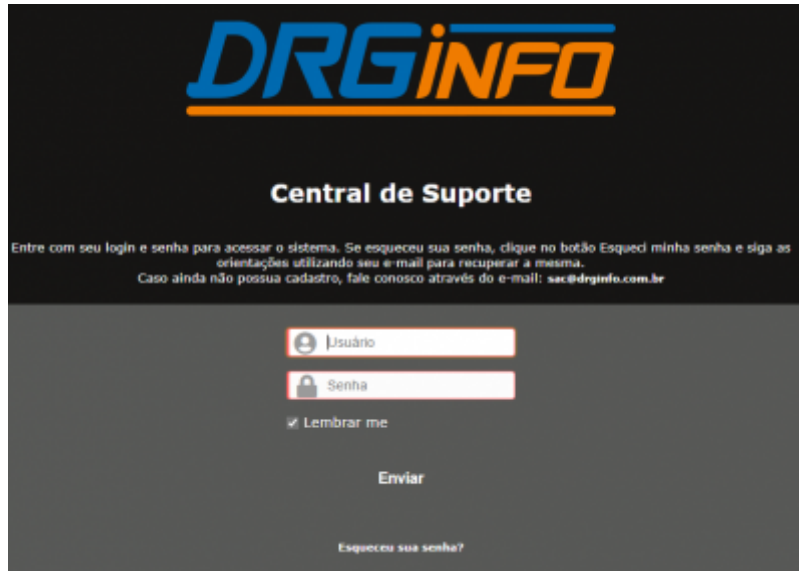 DRGiNFO
Central de Suporte
Entre com seu login e senha para acessar o sistema. Se esqueceu sua senha, clique no botão Esqueci minha senha e siga as
orientações utilizando seu e-mail para recuperar a mesma.
Caso ainda não possua cadastro, fale conosco através do e-mail: sac@drginfo.com.br
Usuário
Senha
Lembrar me
Enviar
Esqueceu sua senha?